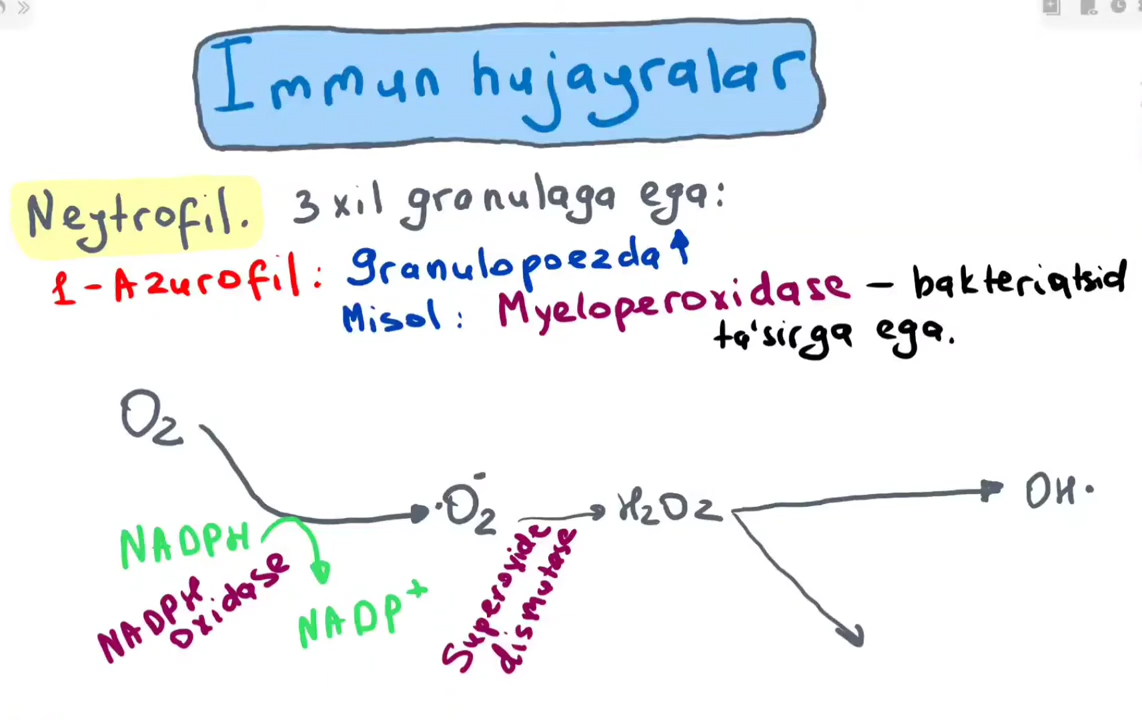 Immun hujayralar
Neytrofil. 3 xil granulaga ega:
1-Azurofil: granulopoezda↑
Misol: Myeloperoxidase – bakteriatsid
ta'sirga ega.
O2
·O2⁻
H2O2
OH·
NADPH
NADP+
NADPH
oxidase
Superoxide
dismutase